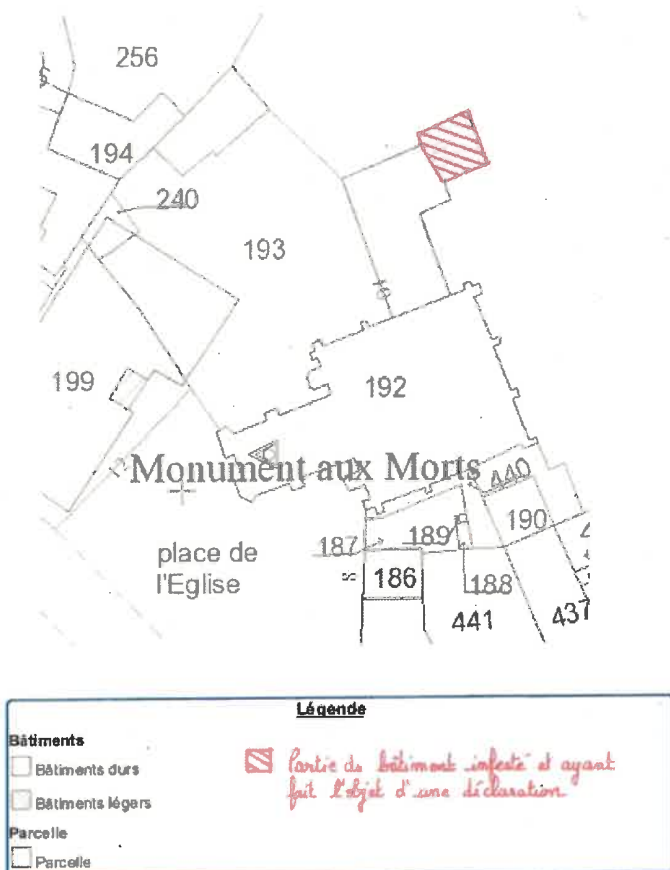 256
194
240
193
199
192
Monument aux Morts
440
190
187
189
place de
l'Eglise
186
188
441
437
Légende
Bâtiments
Bâtiments durs
Bâtiments légers
Parcelle
Parcelle
Partie du bâtiment infesté et ayant
fait l'objet d'une déclaration